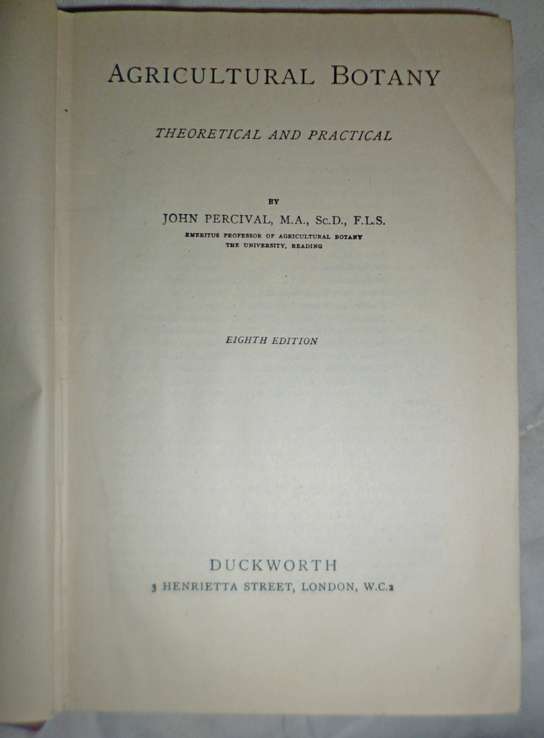 AGRICULTURAL BOTANY
THEORETICAL AND PRACTICAL
BY
JOHN PERCIVAL, M.A., Sc.D., F.L.S.
EMERITUS PROFESSOR OF AGRICULTURAL BOTANY
THE UNIVERSITY, READING
EIGHTH EDITION
DUCKWORTH
3 HENRIETTA STREET, LONDON, W.C.2